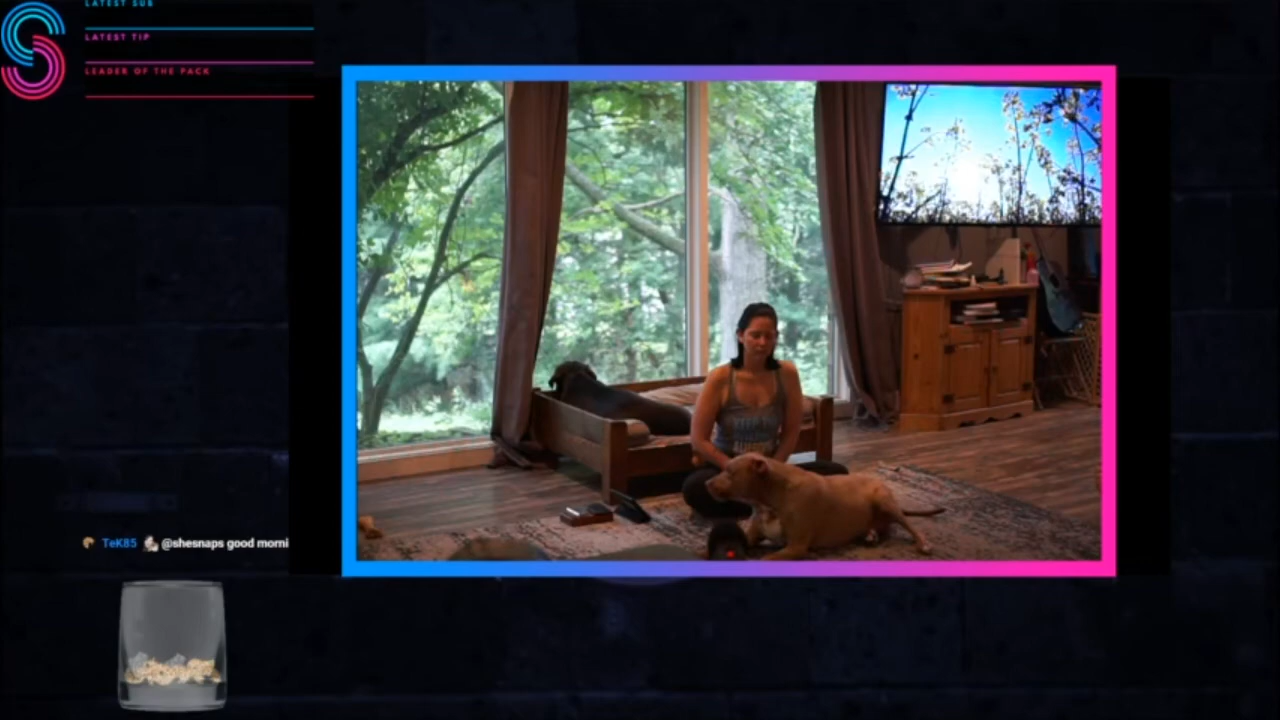 LATEST SUB
LATEST TIP
LEADER OF THE PACK
TeK85 @shesnaps good morni